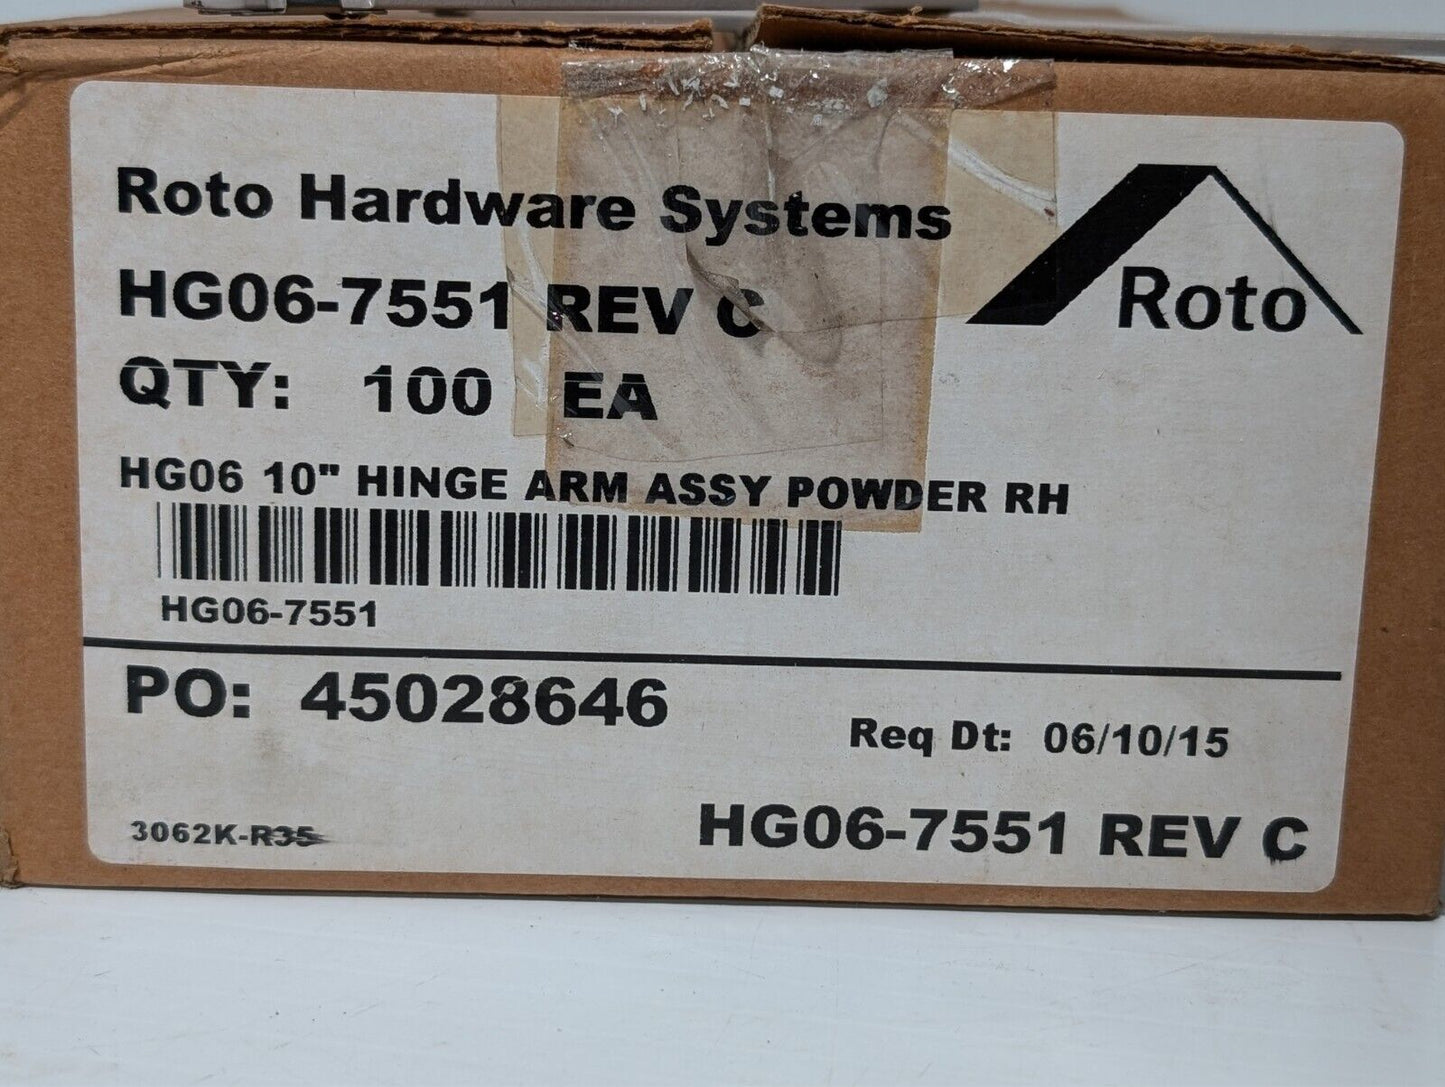 Roto Hardware Systems
Roto
HG06-7551 REV C
QTY: 100 EA
HG06 10" HINGE ARM ASSY POWDER RH
HG06-7551
PO: 45028646
Req Dt: 06/10/15
3062K-R35
HG06-7551 REV C